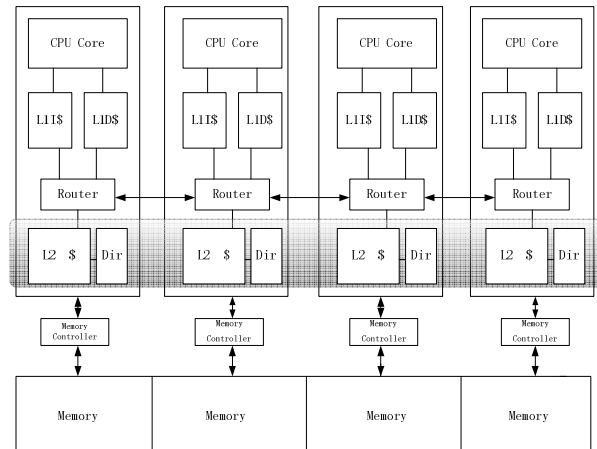 CPU Core CPU Core CPU Core CPU Core
L1I$ L1D$ L1I$ L1D$ L1I$ L1D$ L1I$ L1D$
Router Router Router Router
L2 $ Dir L2 $ Dir L2 $ Dir L2 $ Dir
Memory Memory Memory Memory
Controller Controller Controller Controller
Memory Memory Memory Memory